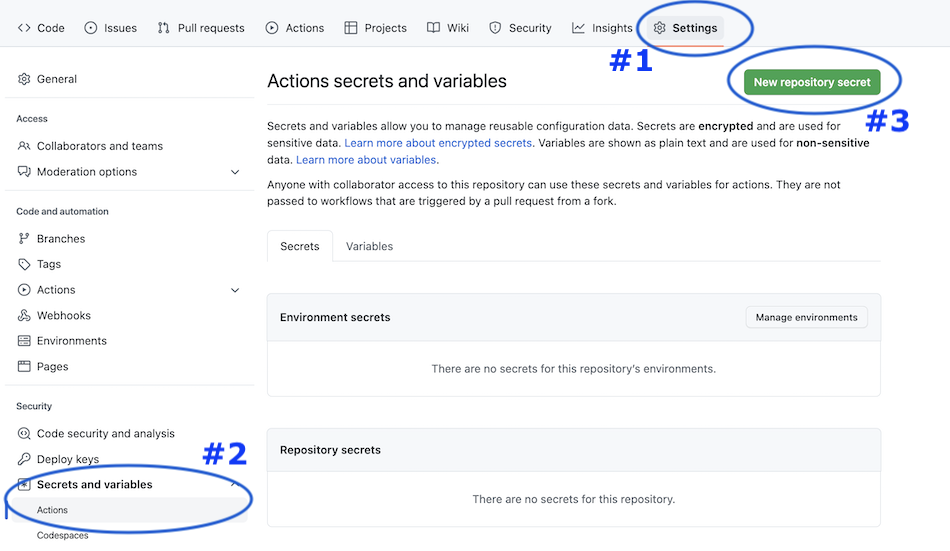 Code Issues Pull requests Actions Projects Wiki Security Insights Settings
#1
General
Access
Collaborators and teams
Moderation options
Code and automation
Branches
Tags
Actions
Webhooks
Environments
Pages
Security
Code security and analysis
#2
Deploy keys
Secrets and variables
Actions
Codespaces
Actions secrets and variables
New repository secret
#3
Secrets and variables allow you to manage reusable configuration data. Secrets are encrypted and are used for
sensitive data. Learn more about encrypted secrets. Variables are shown as plain text and are used for non-sensitive
data. Learn more about variables.
Anyone with collaborator access to this repository can use these secrets and variables for actions. They are not
passed to workflows that are triggered by a pull request from a fork.
Secrets Variables
Environment secrets Manage environments
There are no secrets for this repository's environments.
Repository secrets
There are no secrets for this repository.